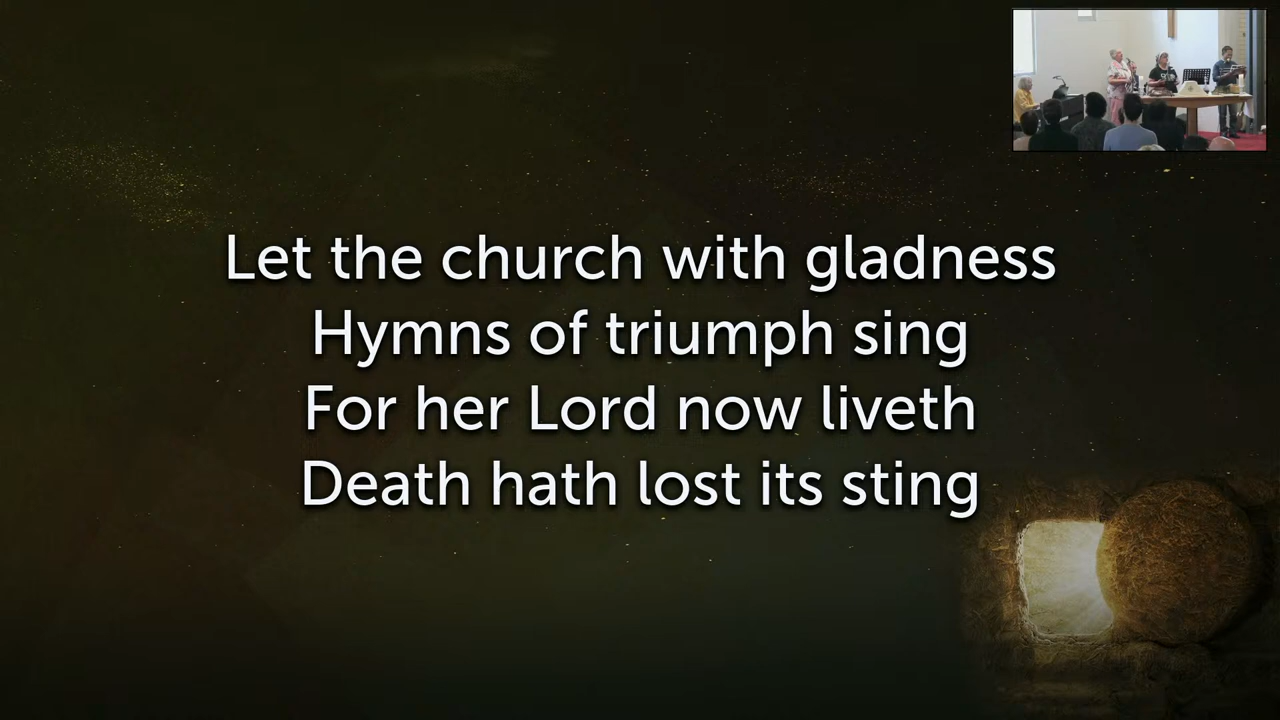 Let the church with gladness
Hymns of triumph sing
For her Lord now liveth
Death hath lost its sting